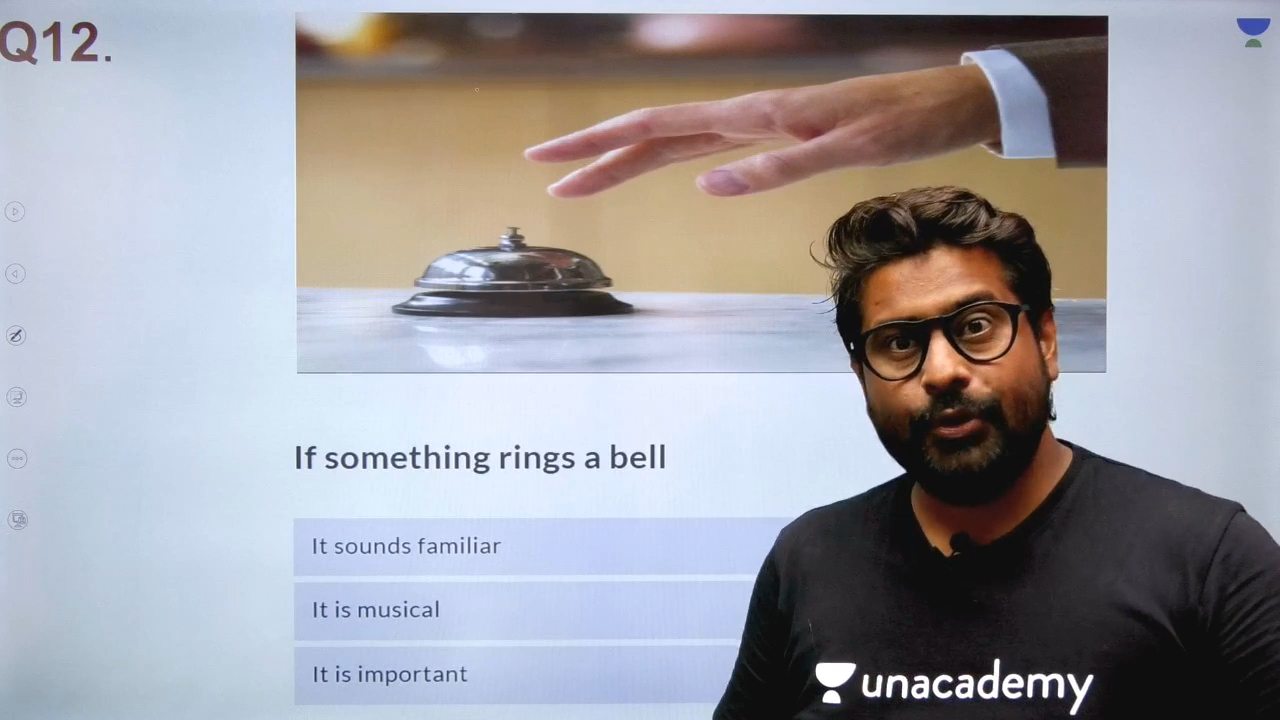 Q12.
If something rings a bell
It sounds familiar
It is musical
It is important
unacademy